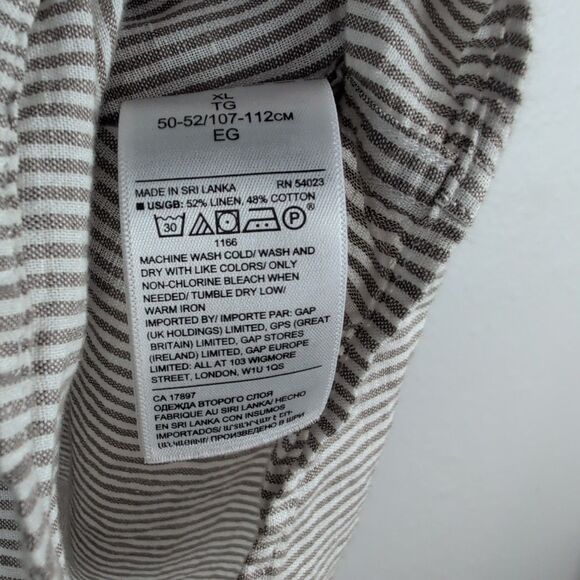 XL
TG
50-52/107-112CM
EG
MADE IN SRI LANKA RN 54023
■ US/GB: 52% LINEN, 48% COTTON
30 P
1166
MACHINE WASH COLD/ WASH AND
DRY WITH LIKE COLORS/ ONLY
NON-CHLORINE BLEACH WHEN
NEEDED/ TUMBLE DRY LOW/
WARM IRON
IMPORTED BY/ IMPORTE PAR: GAP
(UK HOLDINGS) LIMITED, GPS (GREAT
BRITAIN) LIMITED, GAP STORES
(IRELAND) LIMITED, GAP EUROPE
LIMITED: ALL AT 103 WIGMORE
STREET, LONDON, W1U 1QS
CA 17897
ОДЕЖДА ВТОРОГО СЛОЯ
FABRIQUE AU SRI LANKA/ HECHO
EN SRI LANKA CON INSUMOS
IMPORTADOS/ ПРОИЗВЕДЕНО В ШРИ